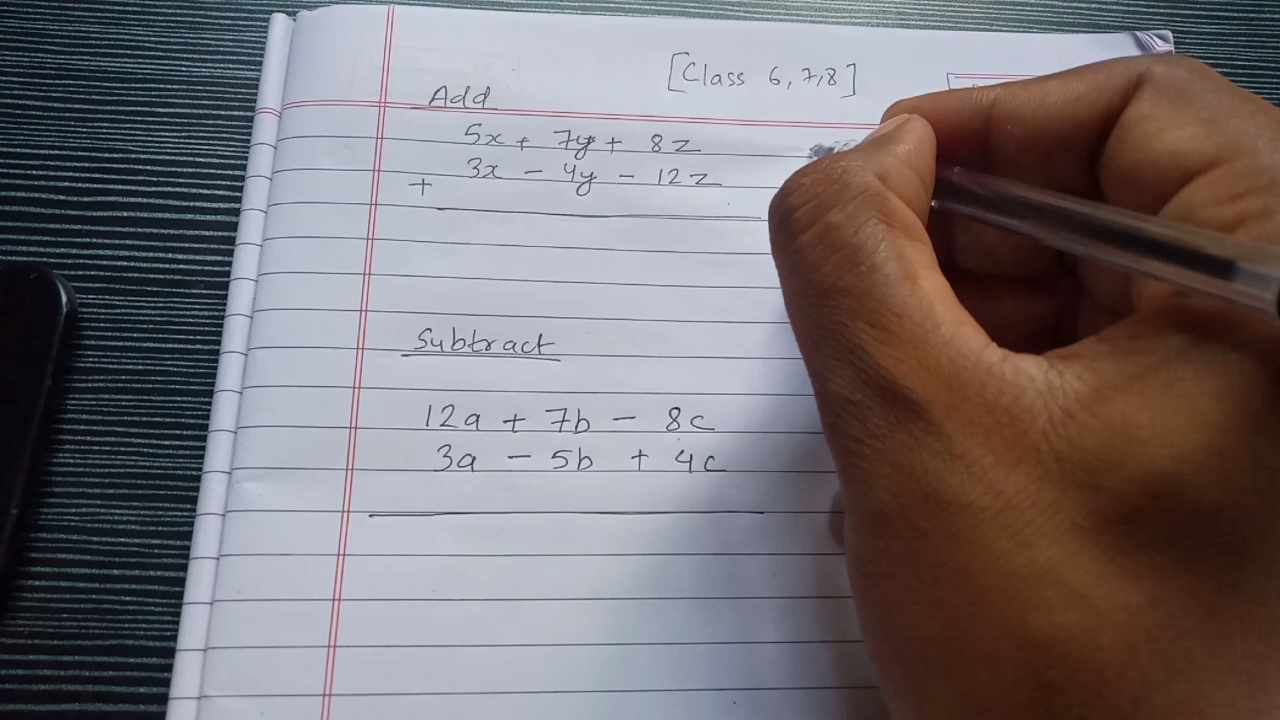 [Class 6,7,8]
Add
5x + 7y + 8z
3x - 4y - 12z
+
Subtract
12a + 7b - 8c
3a - 5b + 4c